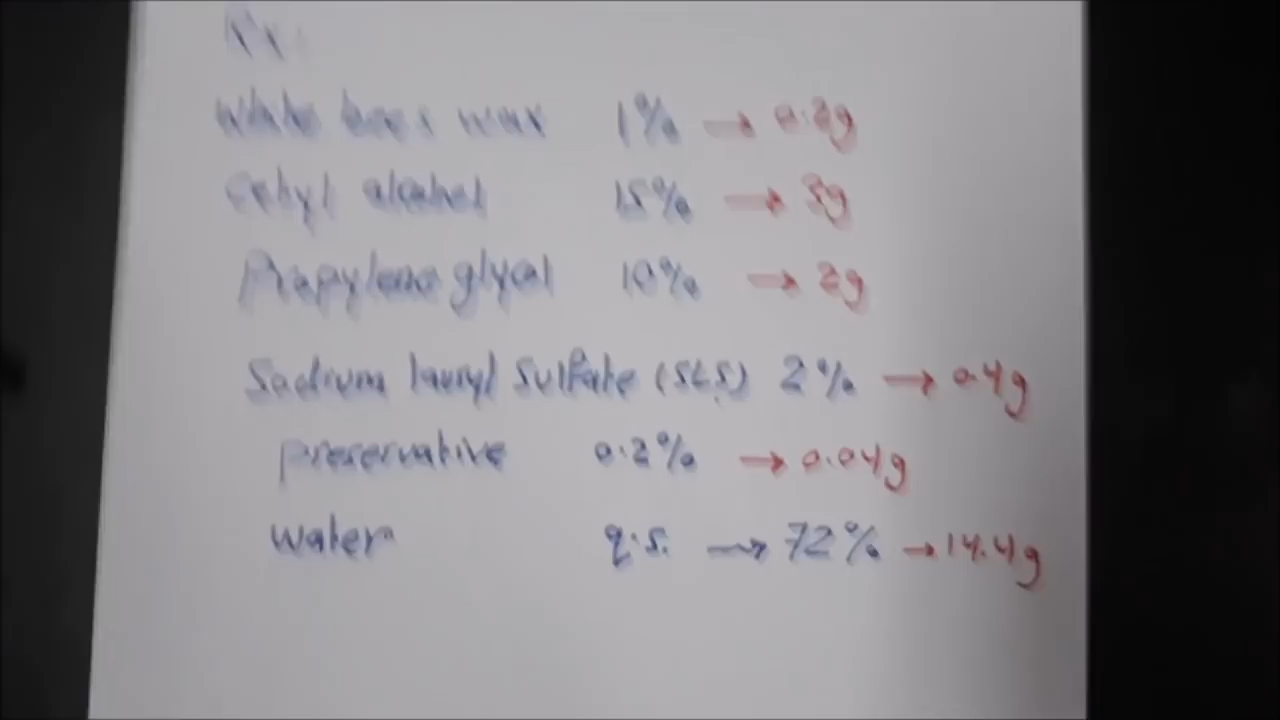 Rx:
White bees wax 1% → 0.2g
Cetyl alcohol 15% → 3g
Propylene glycol 10% → 2g
Sodium lauryl sulfate (SLS) 2% → 0.4g
preservative 0.2% → 0.04g
water q.s. → 72% → 14.4g